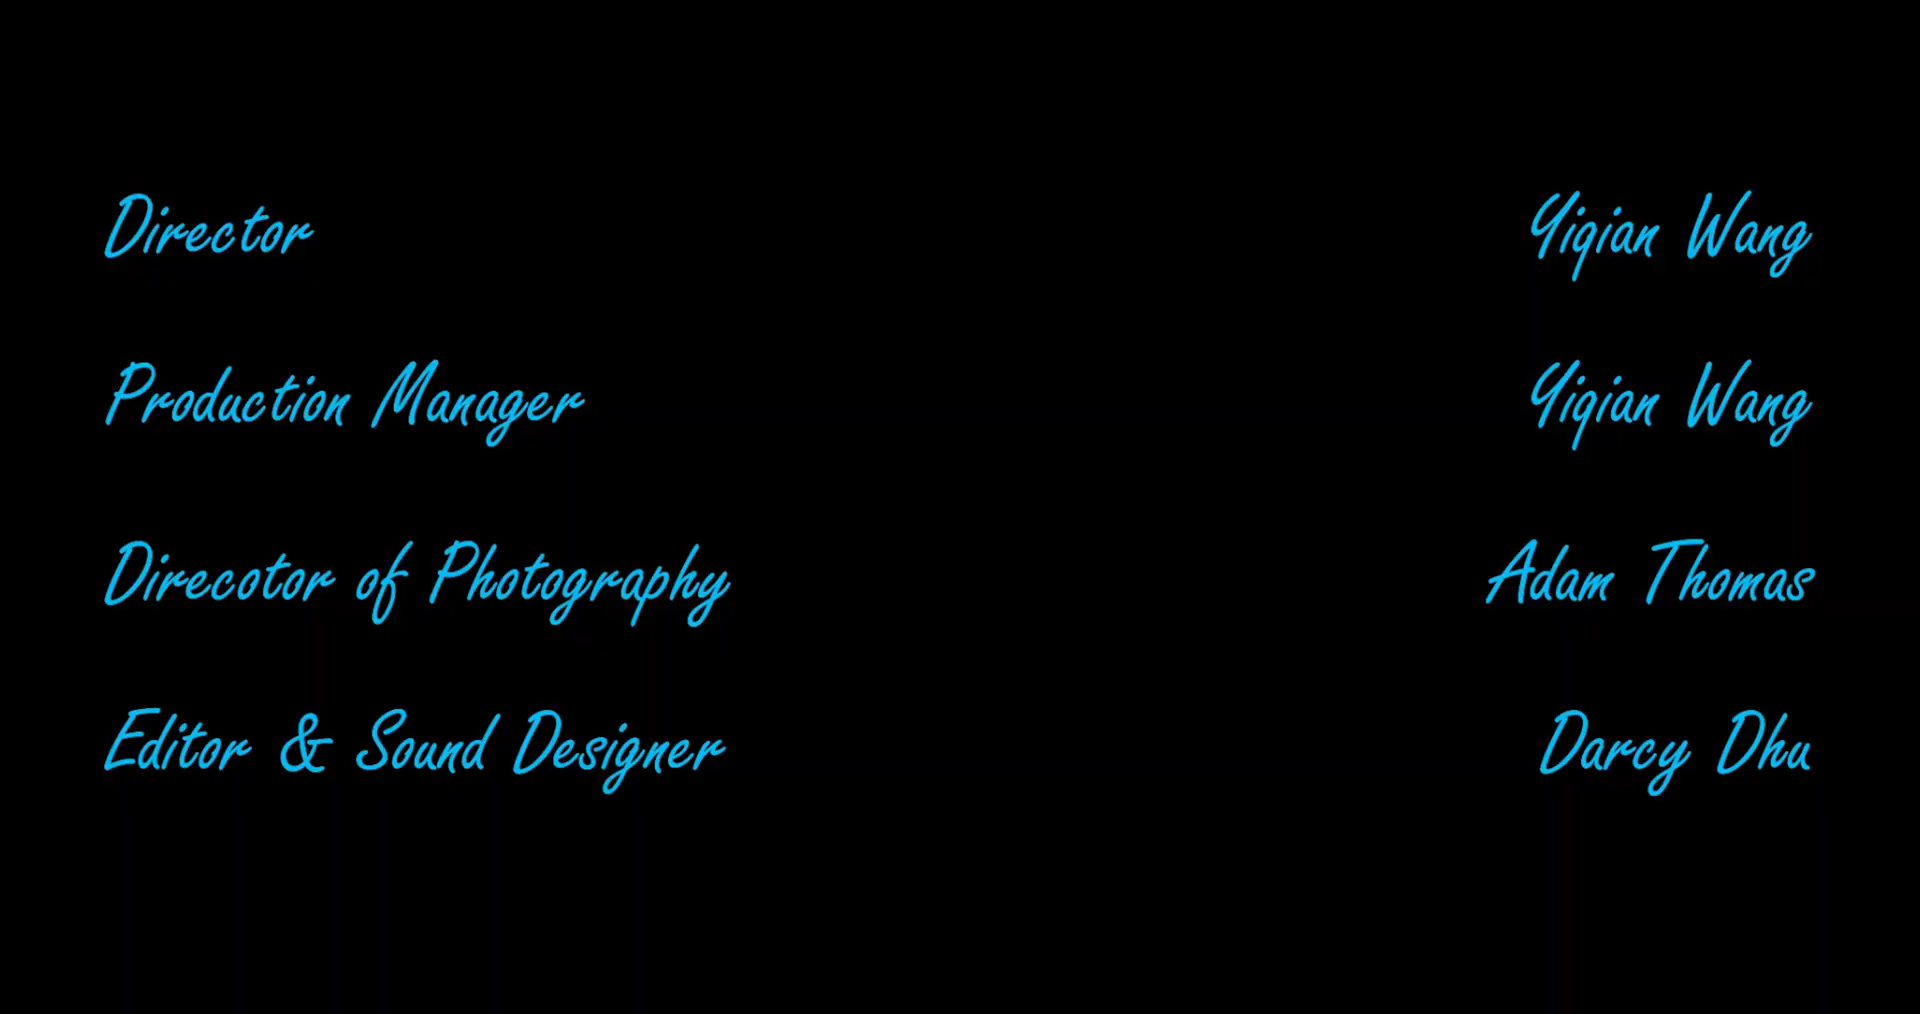 Director Yiqian Wang
Production Manager Yiqian Wang
Direcotor of Photography Adam Thomas
Editor & Sound Designer Darcy Dhu